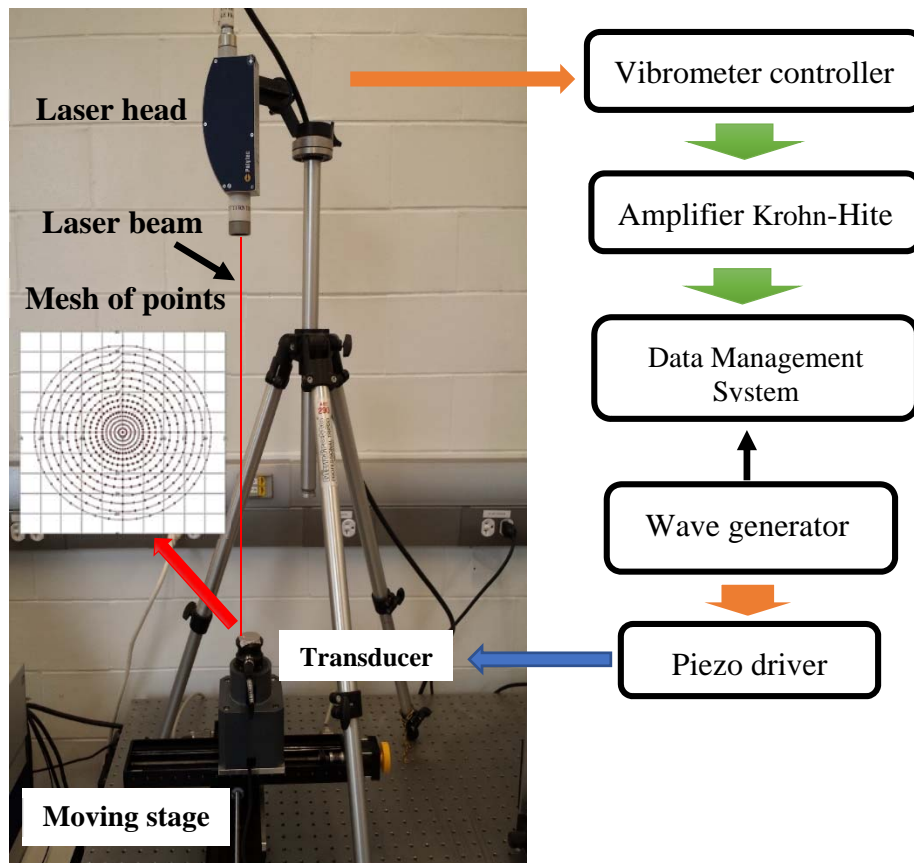 Laser head
Polytec
Laser beam
Mesh of points
Transducer
Moving stage
Vibrometer controller
Amplifier Krohn-Hite
Data Management
System
Wave generator
Piezo driver